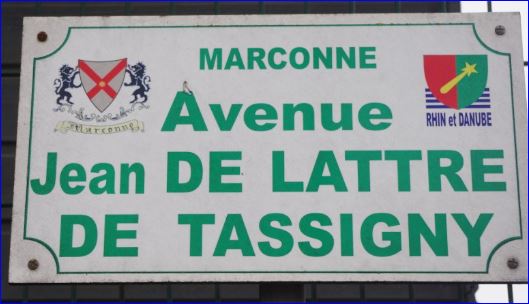 MARCONNE
Marconne
RHIN et DANUBE
Avenue
Jean DE LATTRE
DE TASSIGNY